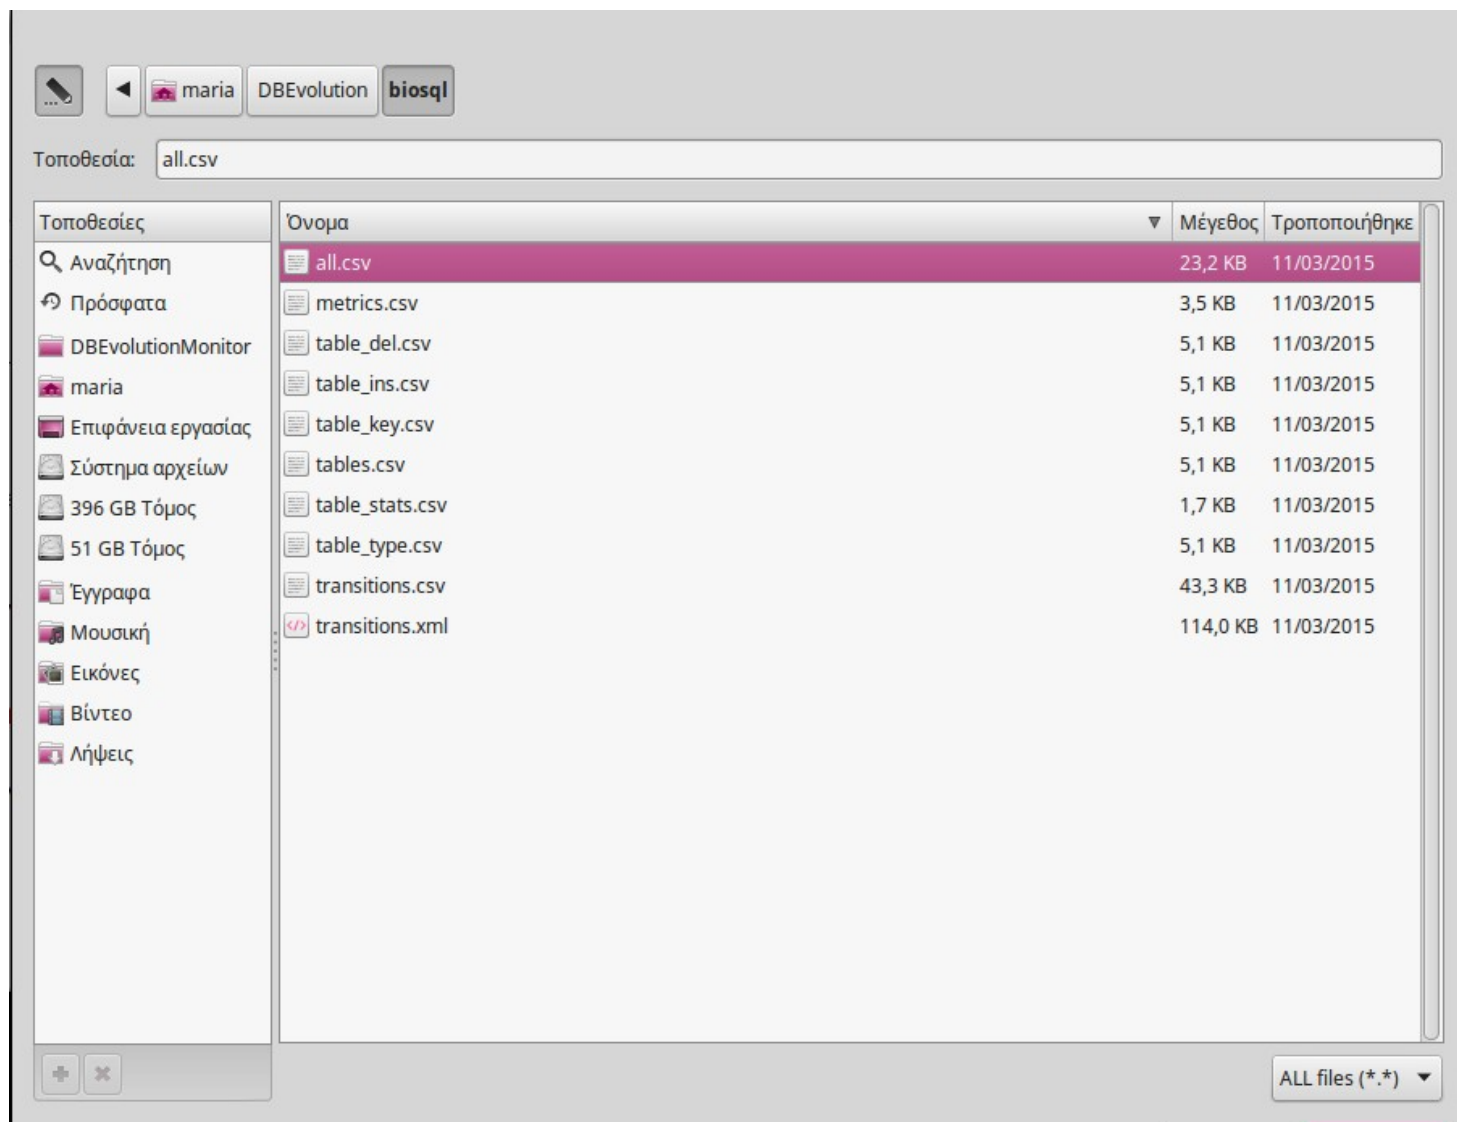 maria DBEvolution biosql
Τοποθεσία: all.csv
Τοποθεσίες
Αναζήτηση
Πρόσφατα
DBEvolutionMonitor
maria
Επιφάνεια εργασίας
Σύστημα αρχείων
396 GB Τόμος
51 GB Τόμος
Έγγραφα
Μουσική
Εικόνες
Βίντεο
Λήψεις
Όνομα Μέγεθος Τροποποιήθηκε
all.csv 23,2 KB 11/03/2015
metrics.csv 3,5 KB 11/03/2015
table_del.csv 5,1 KB 11/03/2015
table_ins.csv 5,1 KB 11/03/2015
table_key.csv 5,1 KB 11/03/2015
tables.csv 5,1 KB 11/03/2015
table_stats.csv 1,7 KB 11/03/2015
table_type.csv 5,1 KB 11/03/2015
transitions.csv 43,3 KB 11/03/2015
transitions.xml 114,0 KB 11/03/2015
ALL files (*.*)